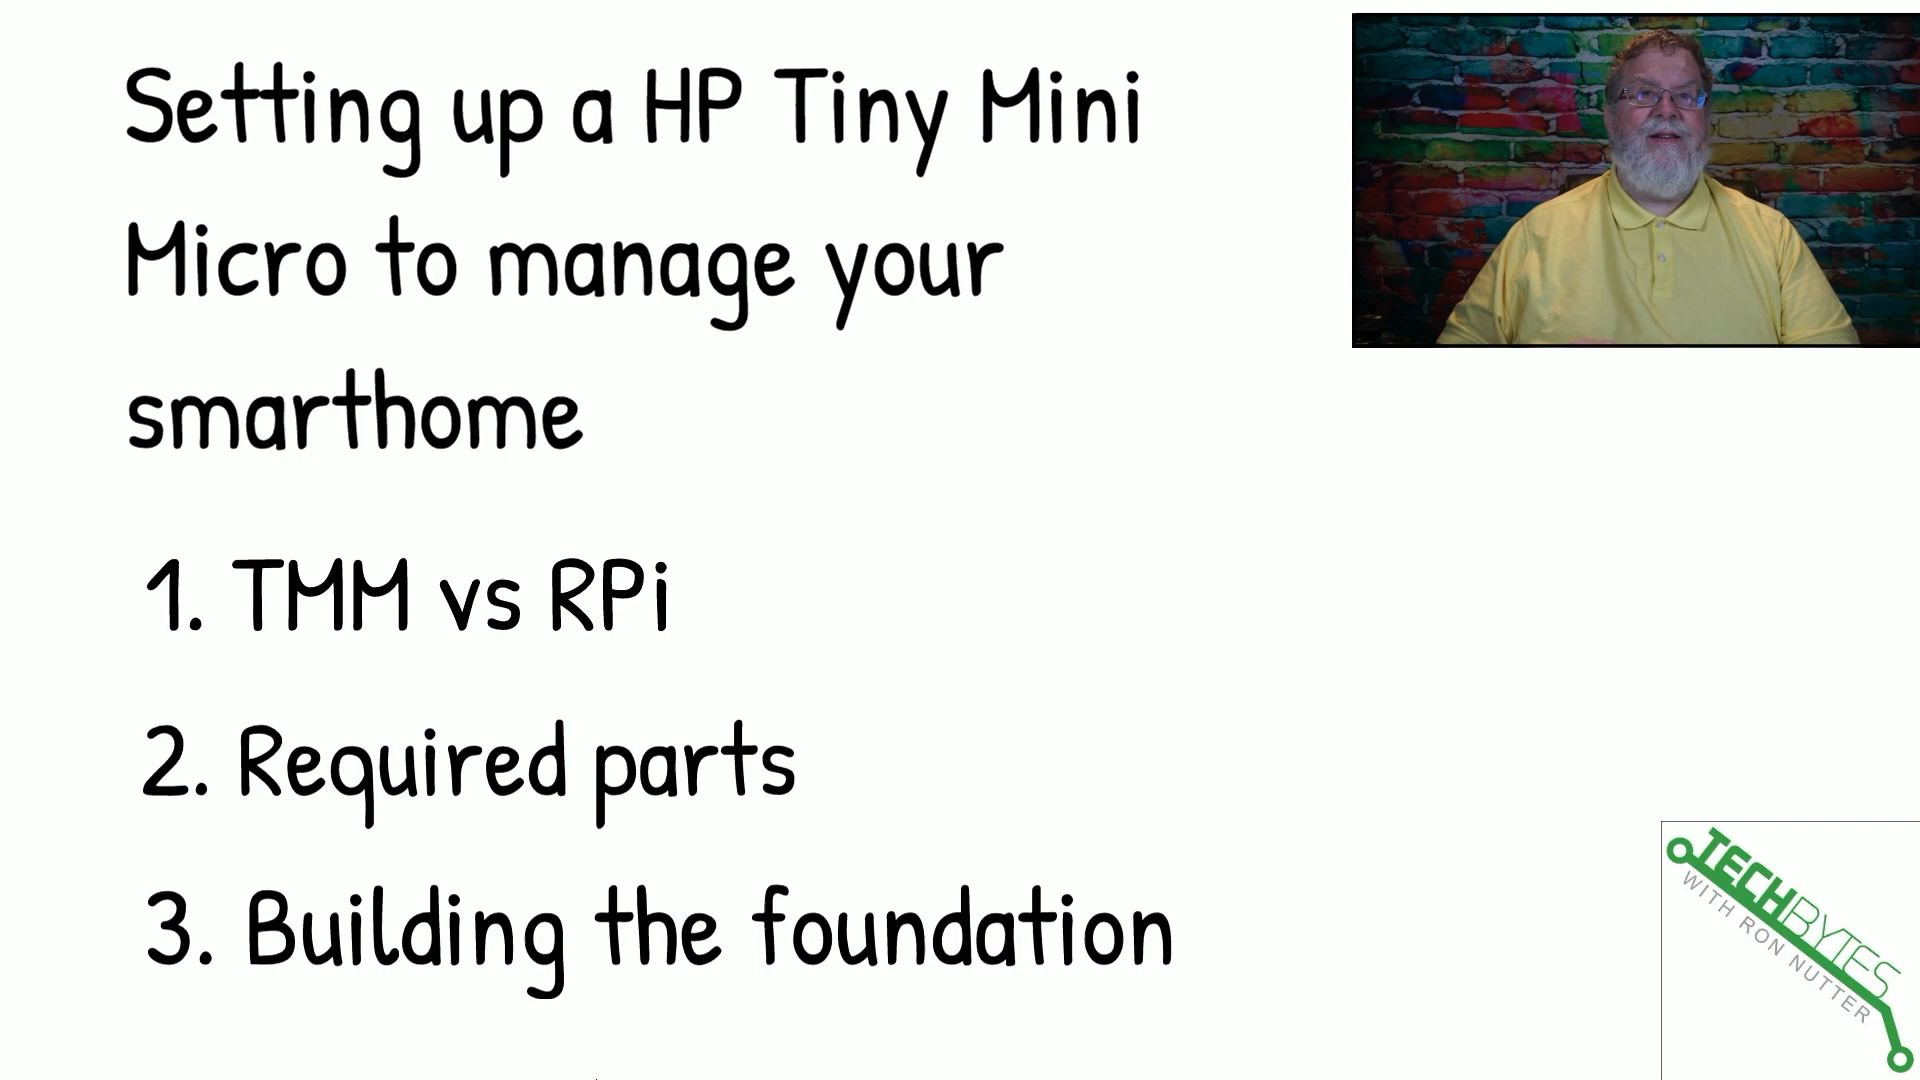 Setting up a HP Tiny Mini
Micro to manage your
smarthome
1. TMM vs RPi
2. Required parts
3. Building the foundation
TECHBYTES
WITH RON NUTTER